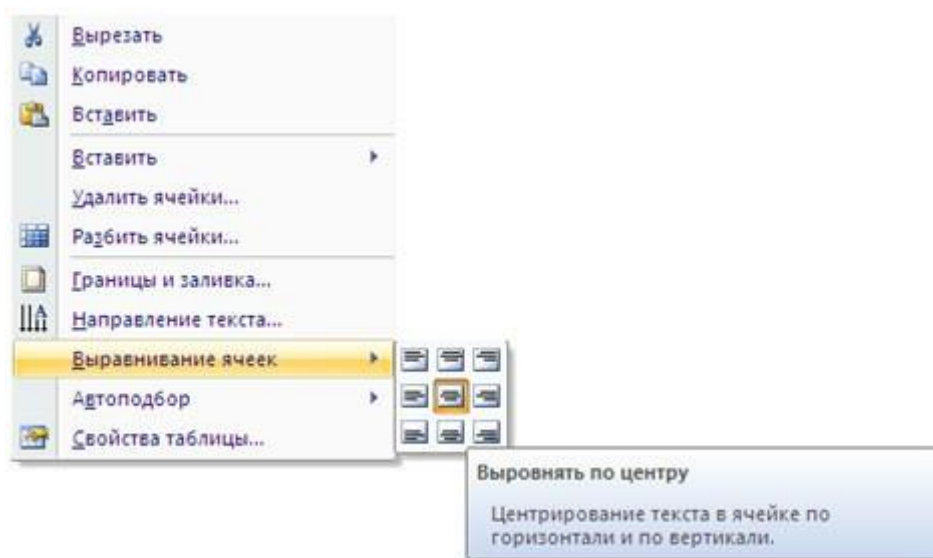 Вырезать
Копировать
Вставить
Вставить
Удалить ячейки...
Разбить ячейки...
Границы и заливка...
Направление текста...
Выравнивание ячеек
Автоподбор
Свойства таблицы...
Выровнять по центру
Центрирование текста в ячейке по
горизонтали и по вертикали.